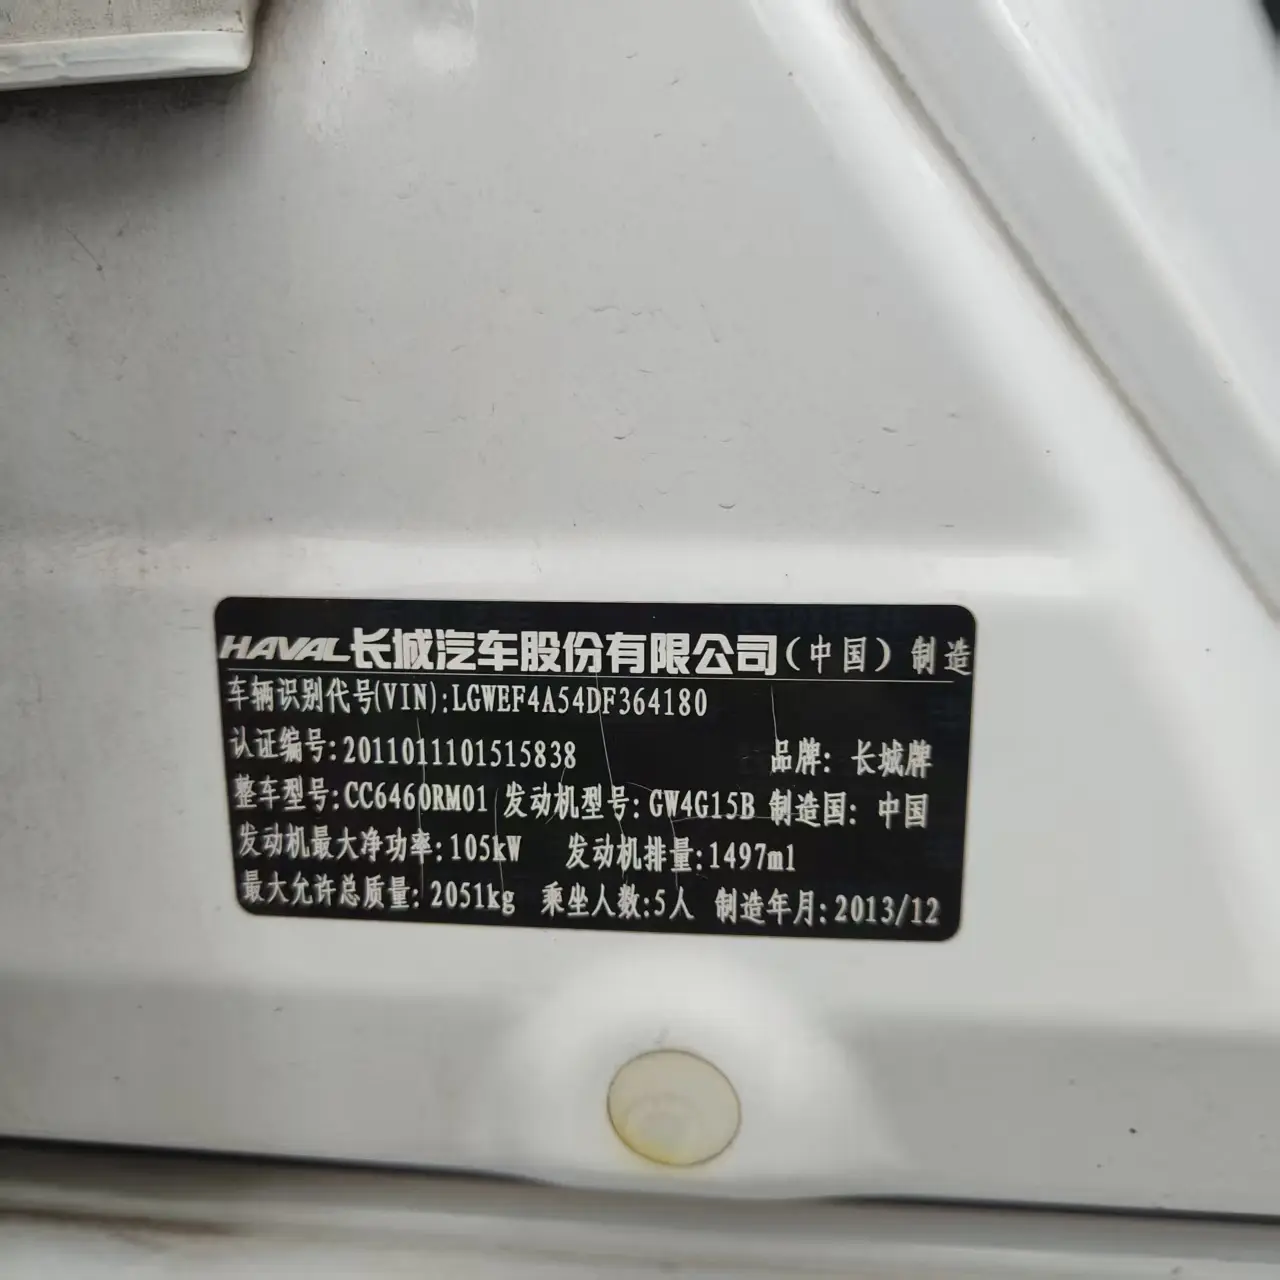 HAVAL长城汽车股份有限公司（中国）制造
车辆识别代号(VIN):LGWEF4A54DF364180
认证编号:2011011101515838 品牌: 长城牌
整车型号:CC6460RM01 发动机型号:GW4G15B 制造国: 中国
发动机最大净功率:105kW 发动机排量:1497ml
最大允许总质量: 2051kg 乘坐人数:5人 制造年月:2013/12